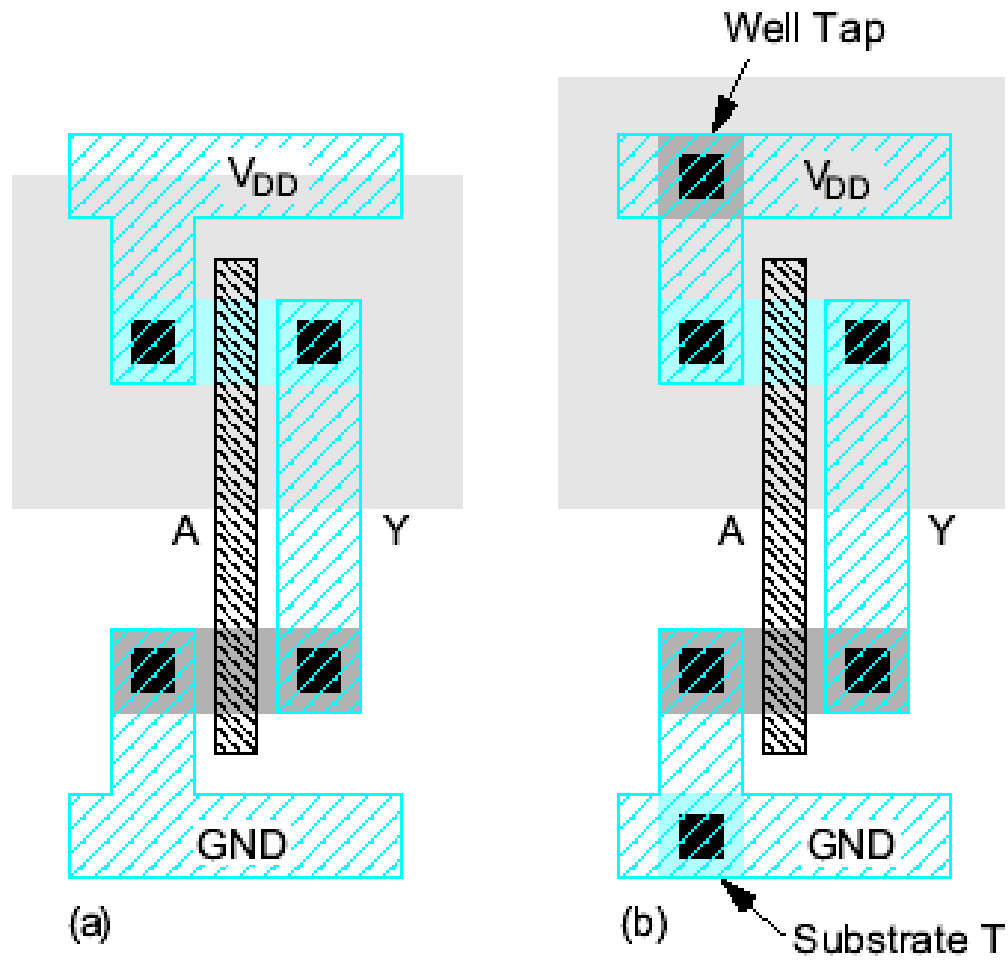 Well Tap
VDD
VDD
A
Y
A
Y
GND
GND
(a)
(b)
Substrate T